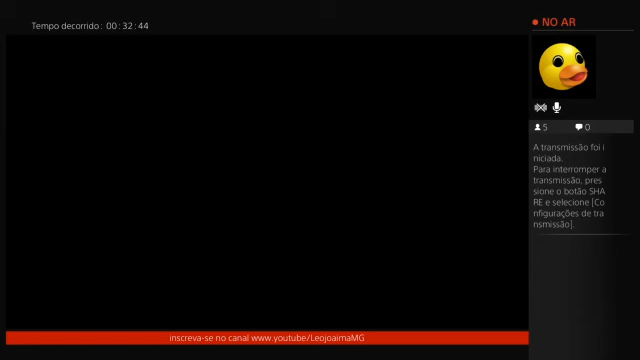 Tempo decorrido : 00 : 32 : 44
NO AR
5 0
A transmissão foi i
niciada.
Para interromper a
transmissão, pres
sione o botão SHA
RE e selecione [Co
nfigurações de tra
nsmissão].
inscreva-se no canal www.youtube/LeojoaimaMG